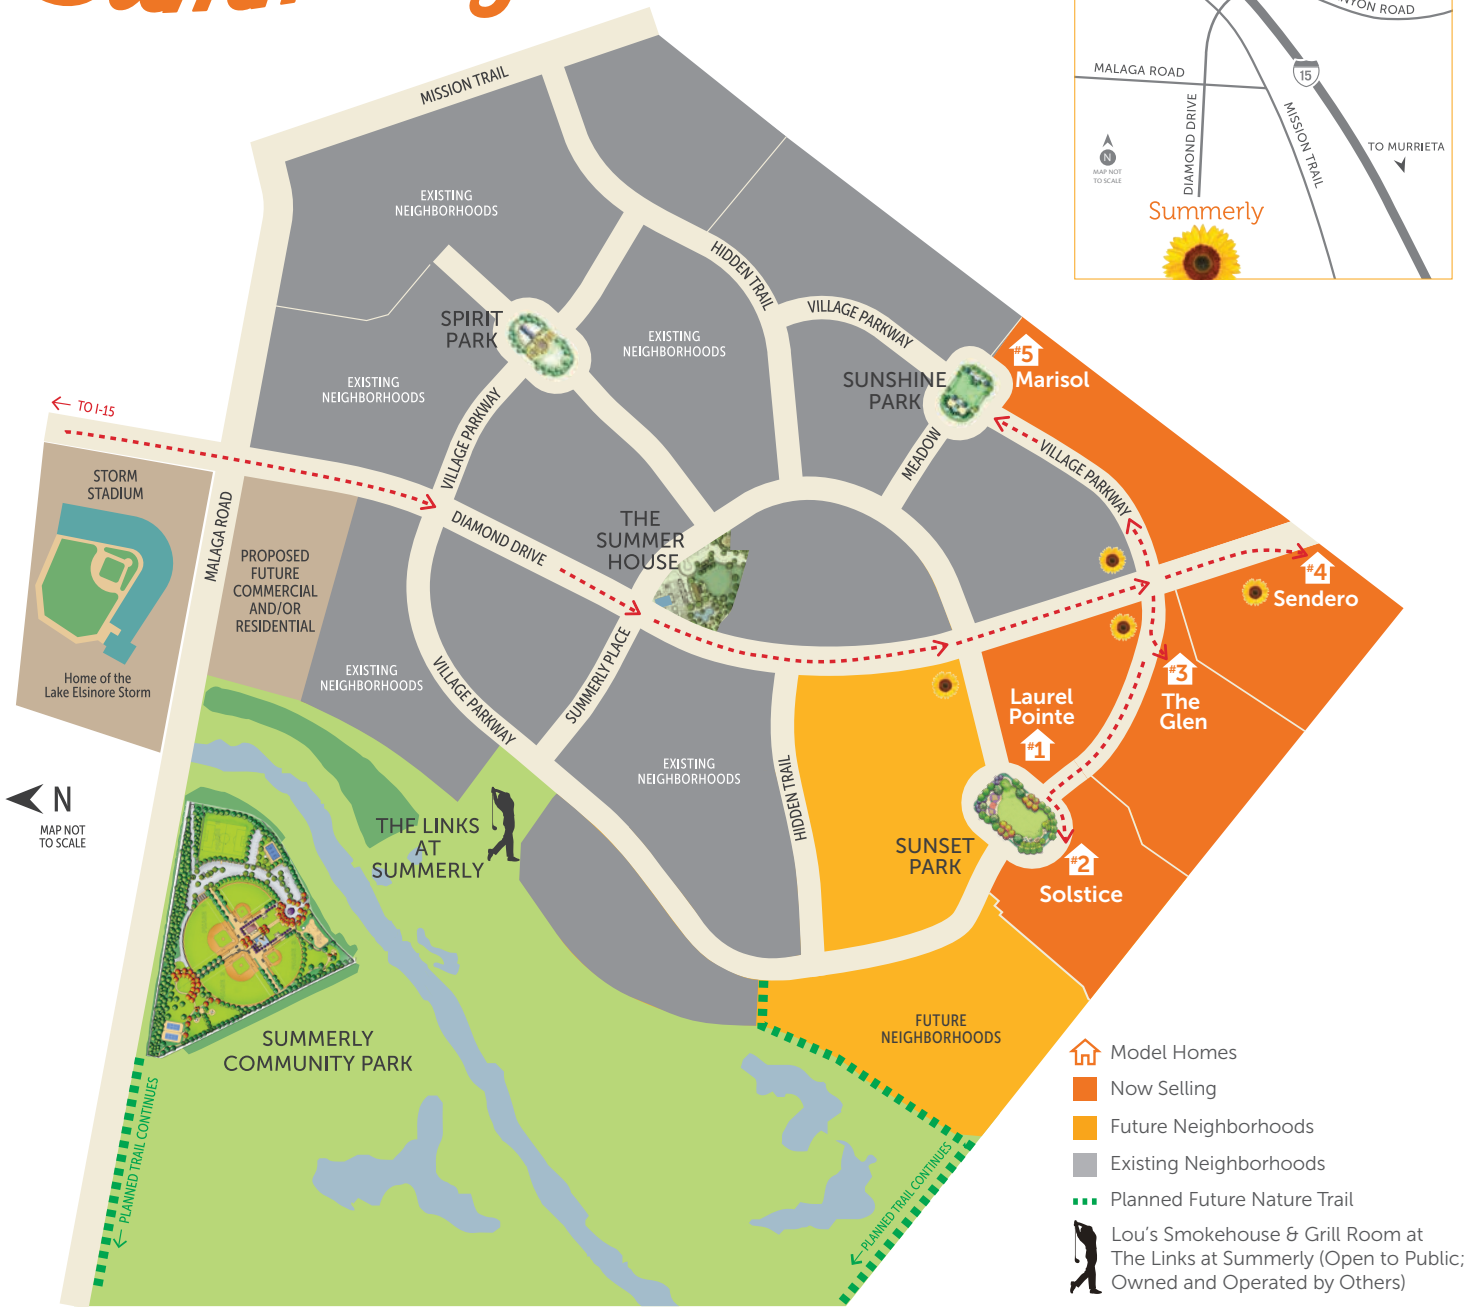 NYON ROAD
MALAGA ROAD
15
DIAMOND DRIVE
MISSION TRAIL
TO MURRIETA
N
MAP NOT
TO SCALE
Summerly
MISSION TRAIL
EXISTING
NEIGHBORHOODS
HIDDEN TRAIL
SPIRIT
PARK
EXISTING
NEIGHBORHOODS
VILLAGE PARKWAY
SUNSHINE
PARK
#5
Marisol
EXISTING
NEIGHBORHOODS
VILLAGE PARKWAY
MEADOW
VILLAGE PARKWAY
TO I-15
STORM
STADIUM
Home of the
Lake Elsinore Storm
MALAGA ROAD
PROPOSED
FUTURE
COMMERCIAL
AND/OR
RESIDENTIAL
DIAMOND DRIVE
THE
SUMMER
HOUSE
#4
Sendero
EXISTING
NEIGHBORHOODS
VILLAGE PARKWAY
SUMMERLY PLACE
#3
The
Glen
Laurel
Pointe
#1
EXISTING
NEIGHBORHOODS
HIDDEN TRAIL
N
MAP NOT
TO SCALE
THE LINKS
AT
SUMMERLY
SUNSET
PARK
#2
Solstice
SUMMERLY
COMMUNITY PARK
FUTURE
NEIGHBORHOODS
PLANNED TRAIL CONTINUES
PLANNED TRAIL CONTINUES
Model Homes
Now Selling
Future Neighborhoods
Existing Neighborhoods
Planned Future Nature Trail
Lou's Smokehouse & Grill Room at
The Links at Summerly (Open to Public;
Owned and Operated by Others)